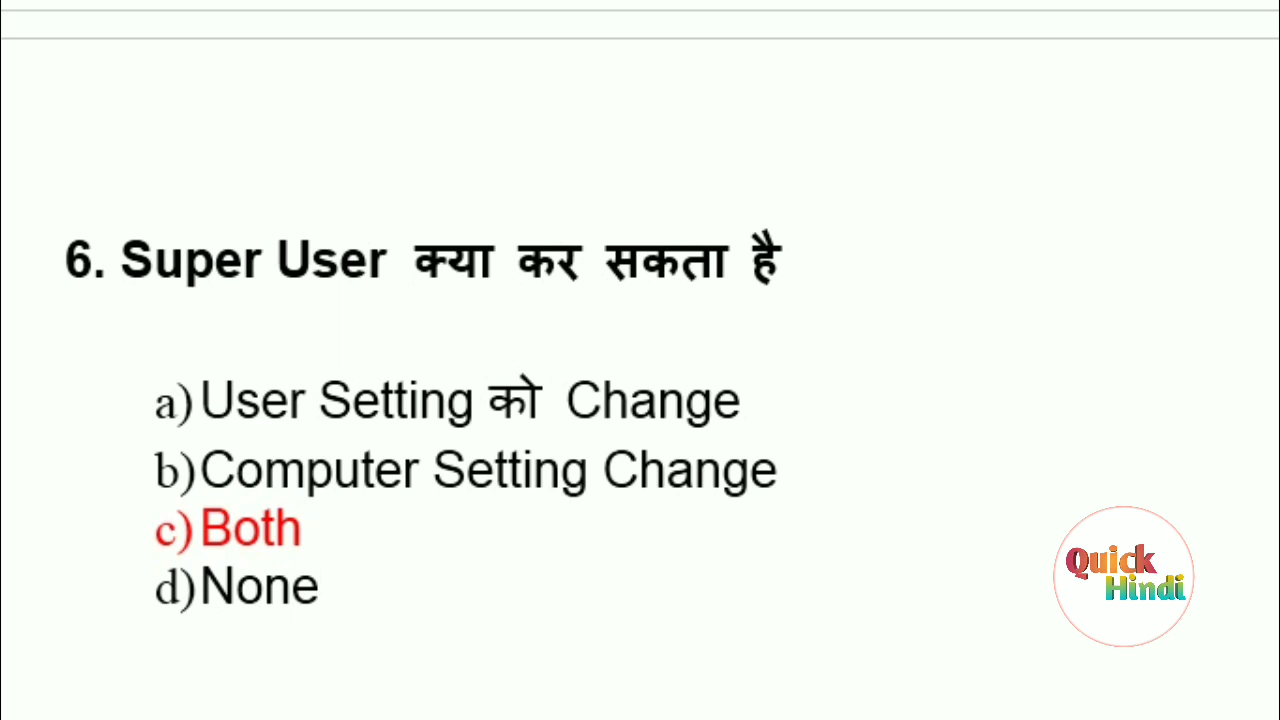 6. Super User क्या कर सकता है
a) User Setting को Change
b) Computer Setting Change
c) Both
d) None
Quick
Hindi